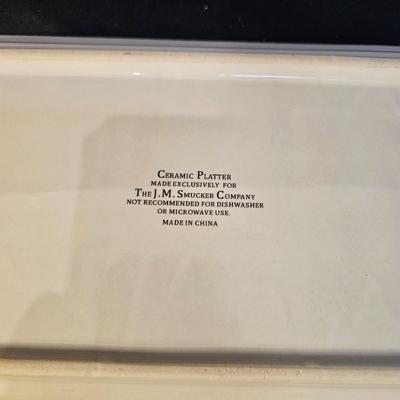 Ceramic Platter
made exclusively for
The J.M. Smucker Company
not recommended for dishwasher
or microwave use.
made in china